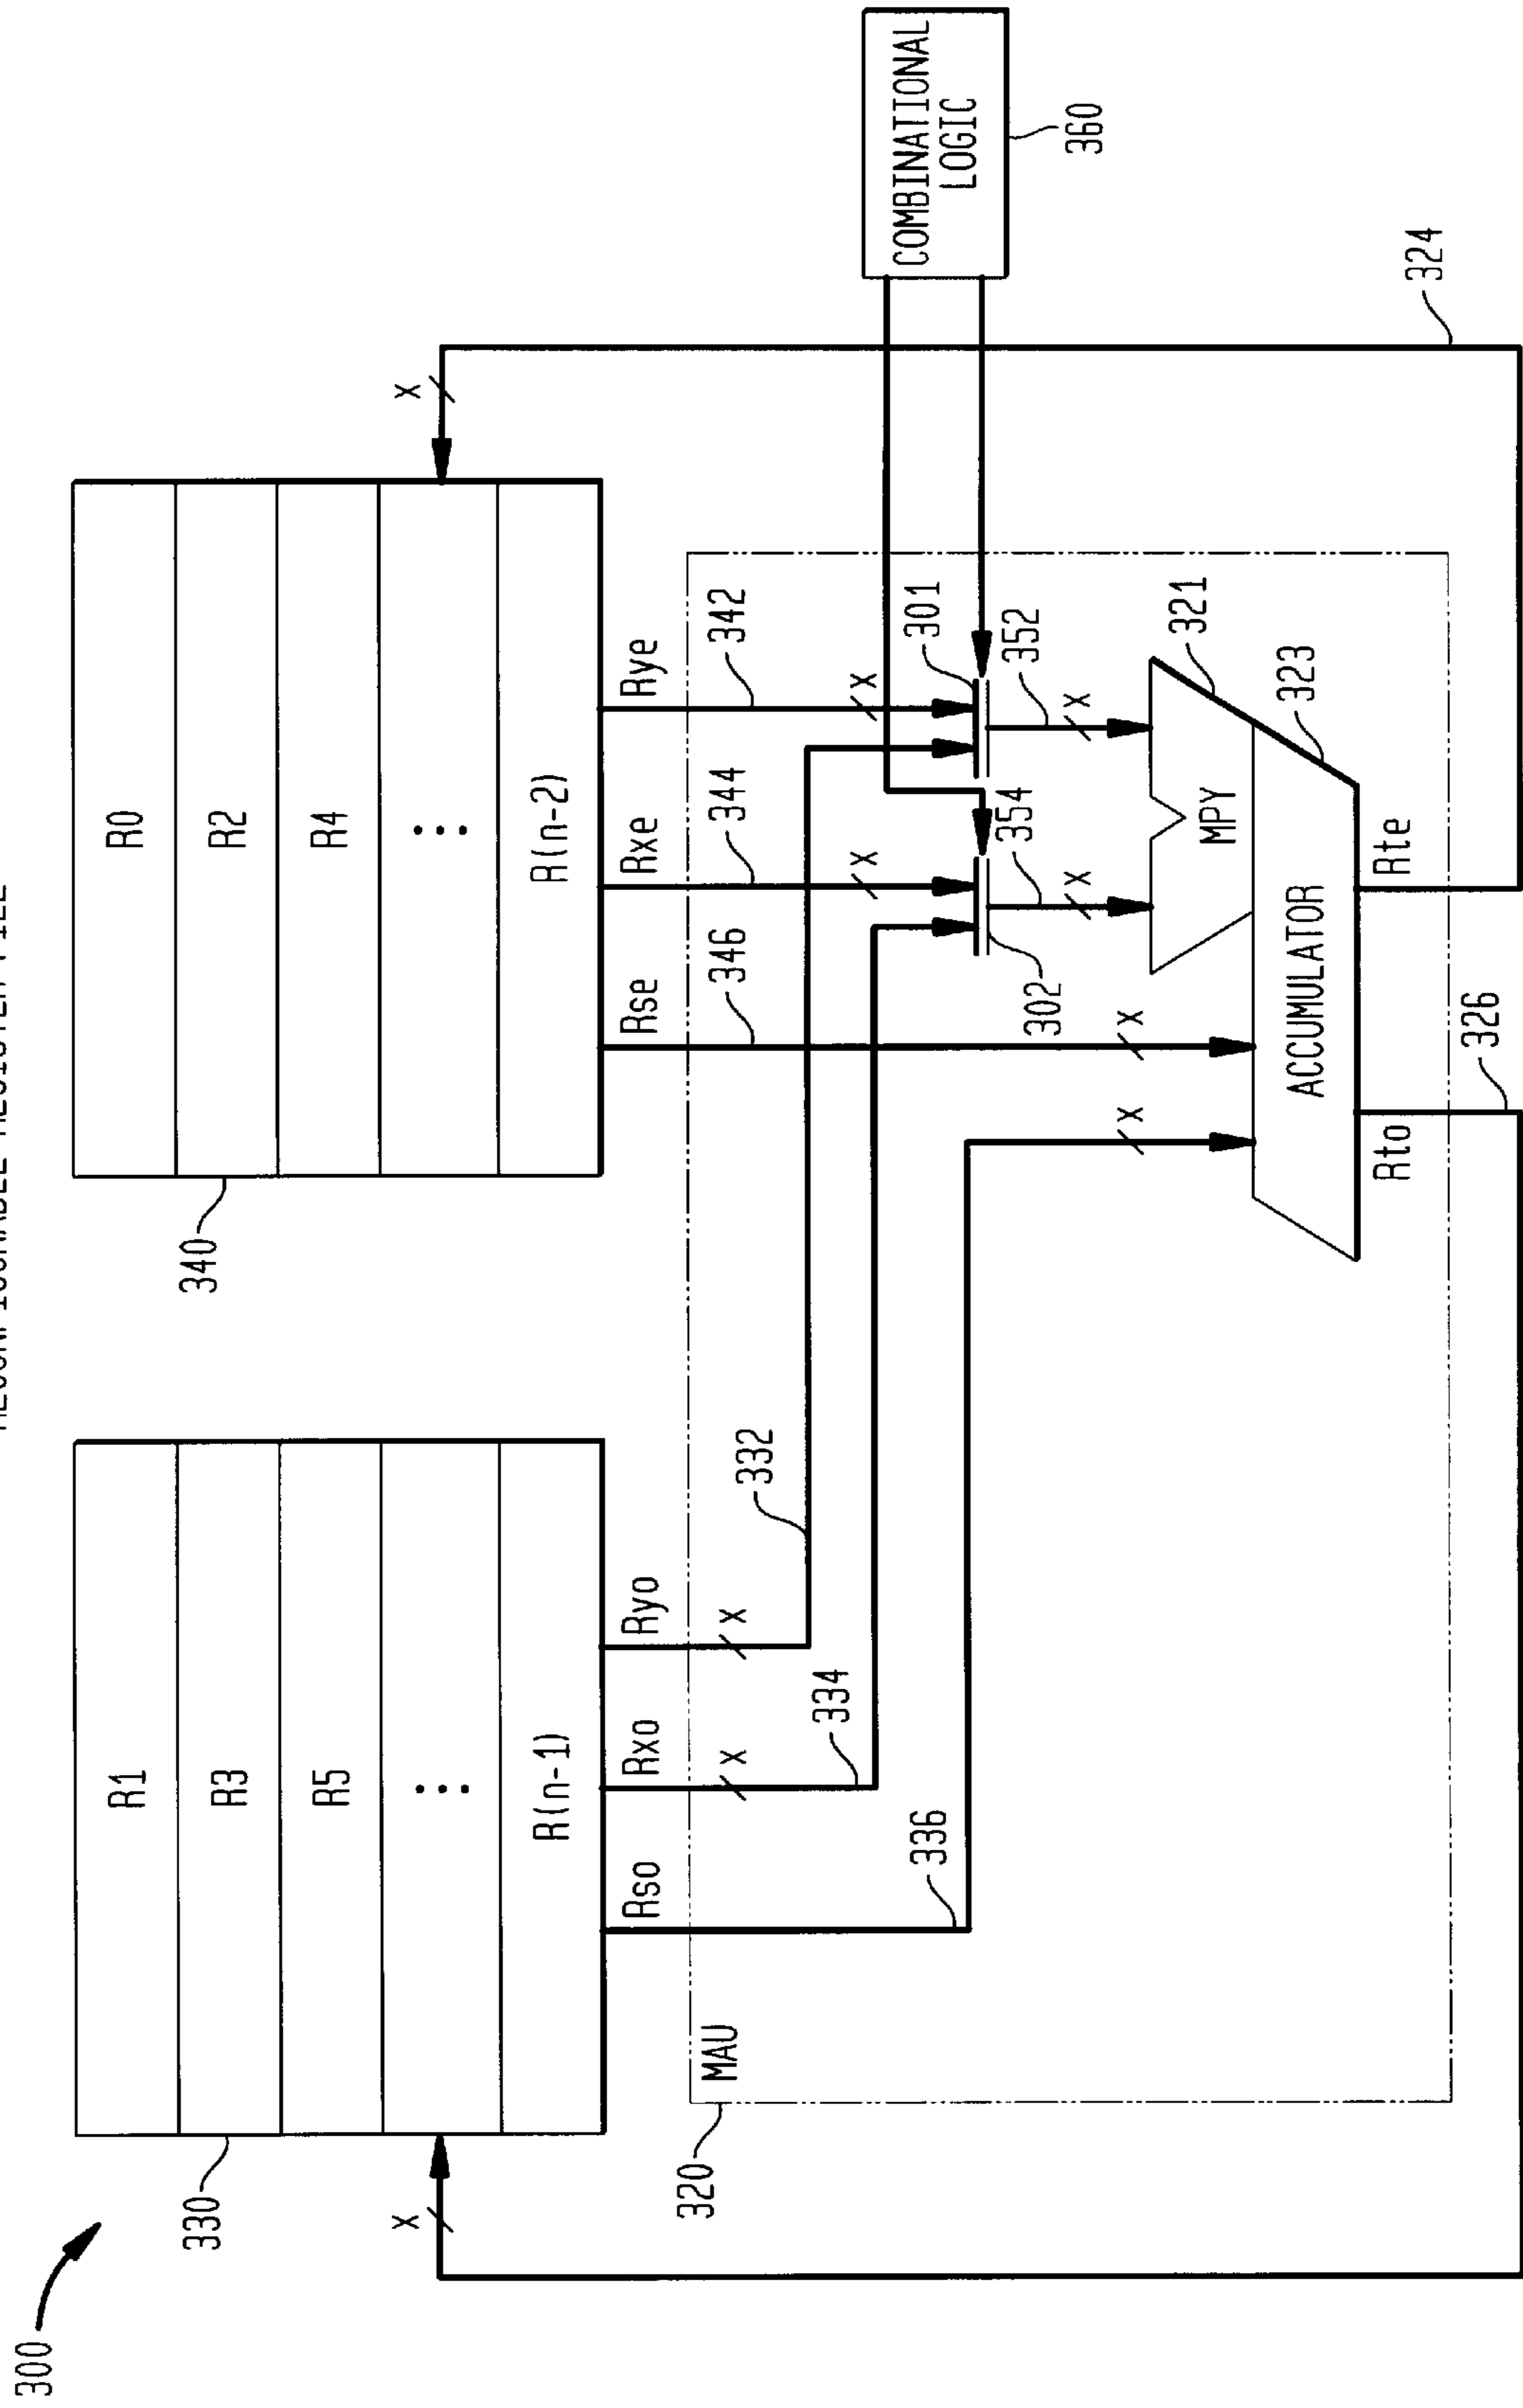 RECONFIGURABLE REGISTER FILE
300
330
R1
R3
R5
R(n-1)
340
R0
R2
R4
R(n-2)
X
X
Rso
Rxo
Ryo
Rse
Rxe
Rye
320
MAU
336
334
332
346
344
342
X
X
X
X
301
302
354
352
X
X
X
X
COMBINATIONAL
LOGIC
360
MPY
321
ACCUMULATOR
323
Rto
Rte
326
324